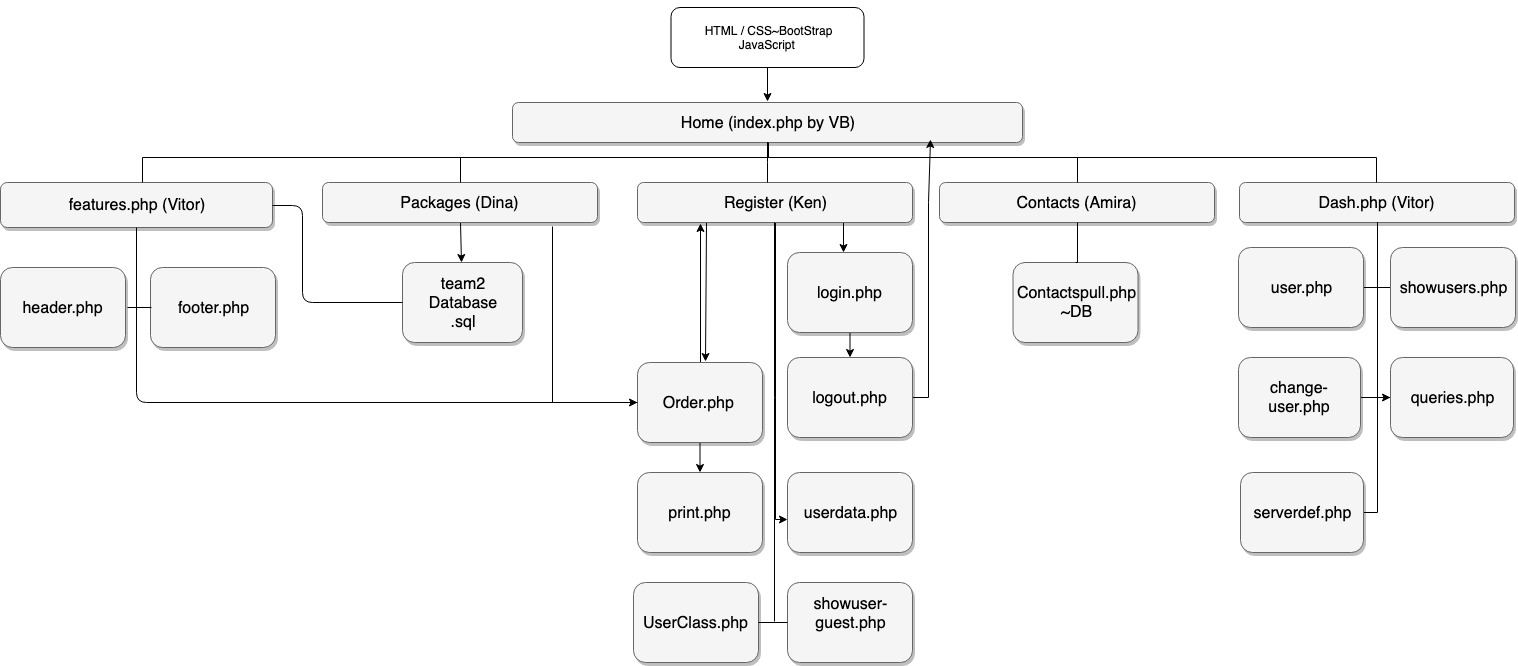 HTML / CSS~BootStrap
JavaScript
Home (index.php by VB)
features.php (Vitor)
Packages (Dina)
Register (Ken)
Contacts (Amira)
Dash.php (Vitor)
header.php
footer.php
team2
Database
.sql
login.php
Contactspull.php
~DB
user.php
showusers.php
Order.php
logout.php
change-
user.php
queries.php
print.php
userdata.php
serverdef.php
UserClass.php
showuser-
guest.php